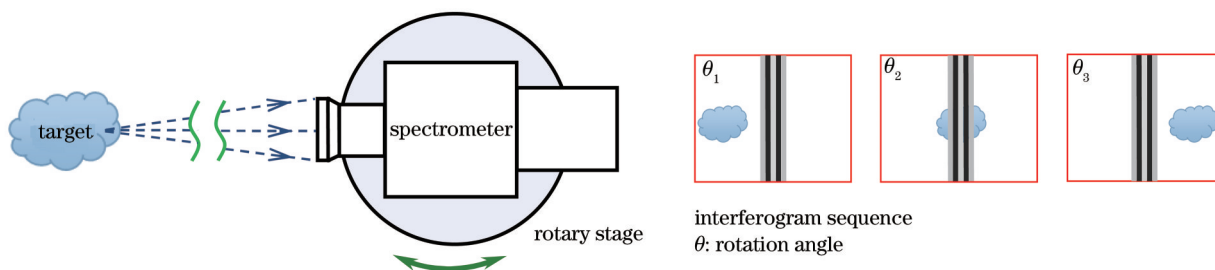 target
spectrometer
rotary stage
θ₁
θ₂
θ₃
interferogram sequence
θ: rotation angle